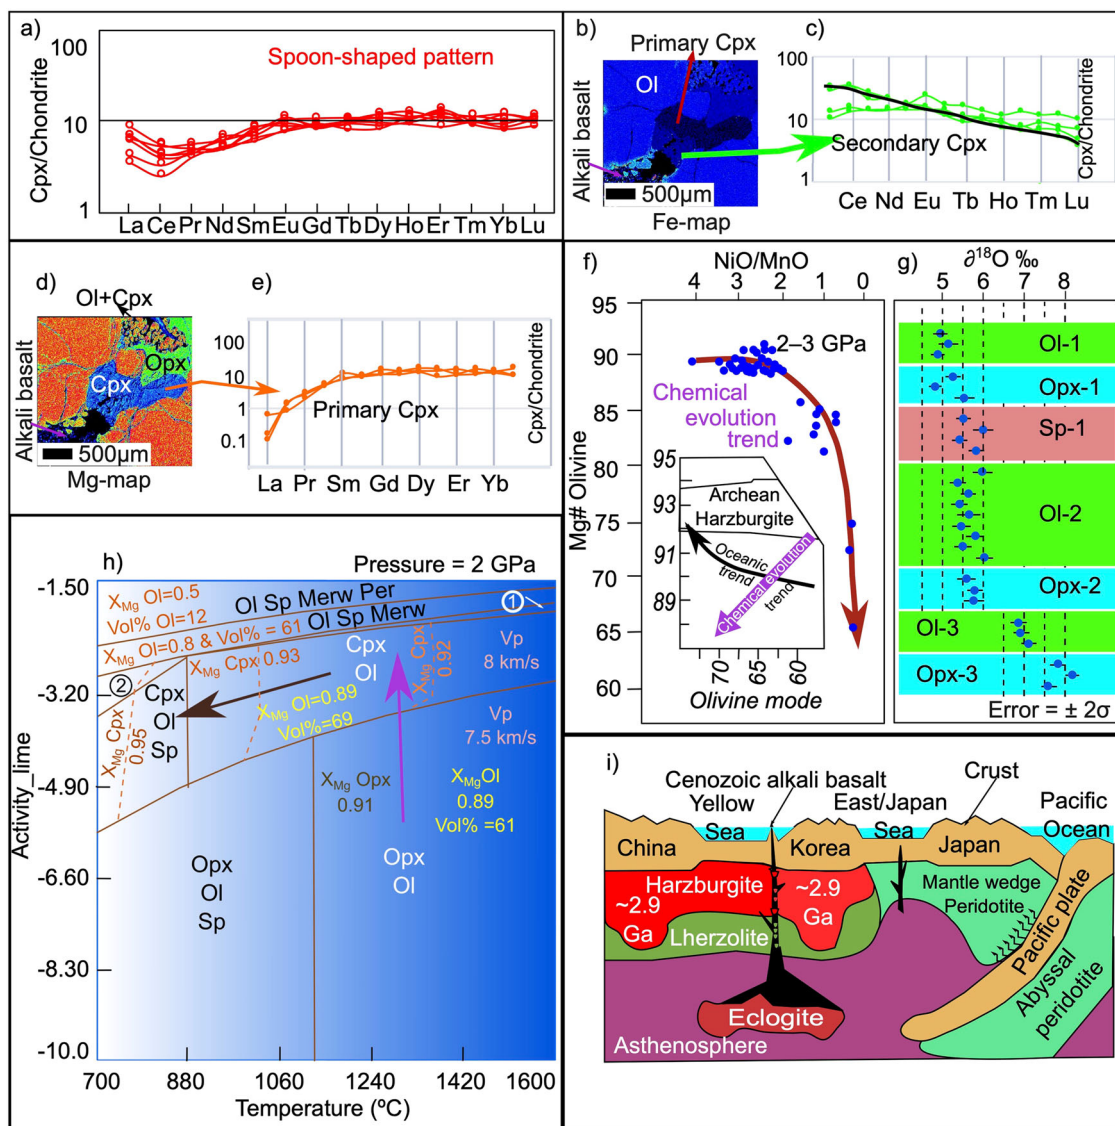 a)
100
10
1
Cpx/Chondrite
Spoon-shaped pattern
La Ce Pr Nd Sm Eu Gd Tb Dy Ho Er Tm Yb Lu
b)
Primary Cpx
Ol
Alkali basalt
500µm
Fe-map
c)
100
10
1
Secondary Cpx
Cpx/Chondrite
Ce Nd Eu Tb Ho Tm Lu
d)
Ol+Cpx
Opx
Cpx
Alkali basalt
500µm
Mg-map
e)
100
10
1
0.1
Primary Cpx
Cpx/Chondrite
La Pr Sm Gd Dy Er Yb
f)
NiO/MnO
4 3 2 1 0
95
90
85
80
75
70
65
60
Mg# Olivine
2–3 GPa
Chemical
evolution
trend
95
93
91
89
Archean
Harzburgite
Oceanic
trend
Chemical evolution
trend
70 65 60
Olivine mode
g)
∂18O ‰
5 6 7 8
Ol-1
Opx-1
Sp-1
Ol-2
Opx-2
Ol-3
Opx-3
Error = ± 2σ
h)
Pressure = 2 GPa
-1.50
-3.20
-4.90
-6.60
-8.30
-10.0
Activity_lime
XMg Ol=0.5
Vol% Ol=12
Ol Sp Merw Per
Ol Sp Merw
1
XMg Ol=0.8 & Vol% = 61
XMg Cpx 0.93
2
Cpx
Ol
Sp
XMg Cpx
0.95
Cpx
Ol
XMg Cpx
0.92
Vp
8 km/s
XMg Ol=0.89
Vol%=69
Vp
7.5 km/s
XMg Opx
0.91
XMgOl
0.89
Vol% =61
Opx
Ol
Sp
Opx
Ol
700 880 1060 1240 1420 1600
Temperature (ºC)
i)
Cenozoic alkali basalt
Crust
Yellow
Sea
East/Japan
Sea
Pacific
Ocean
China
Korea
Japan
Harzburgite
~2.9
Ga
~2.9
Ga
Lherzolite
Mantle wedge
Peridotite
Pacific plate
Abyssal
peridotite
Eclogite
Asthenosphere